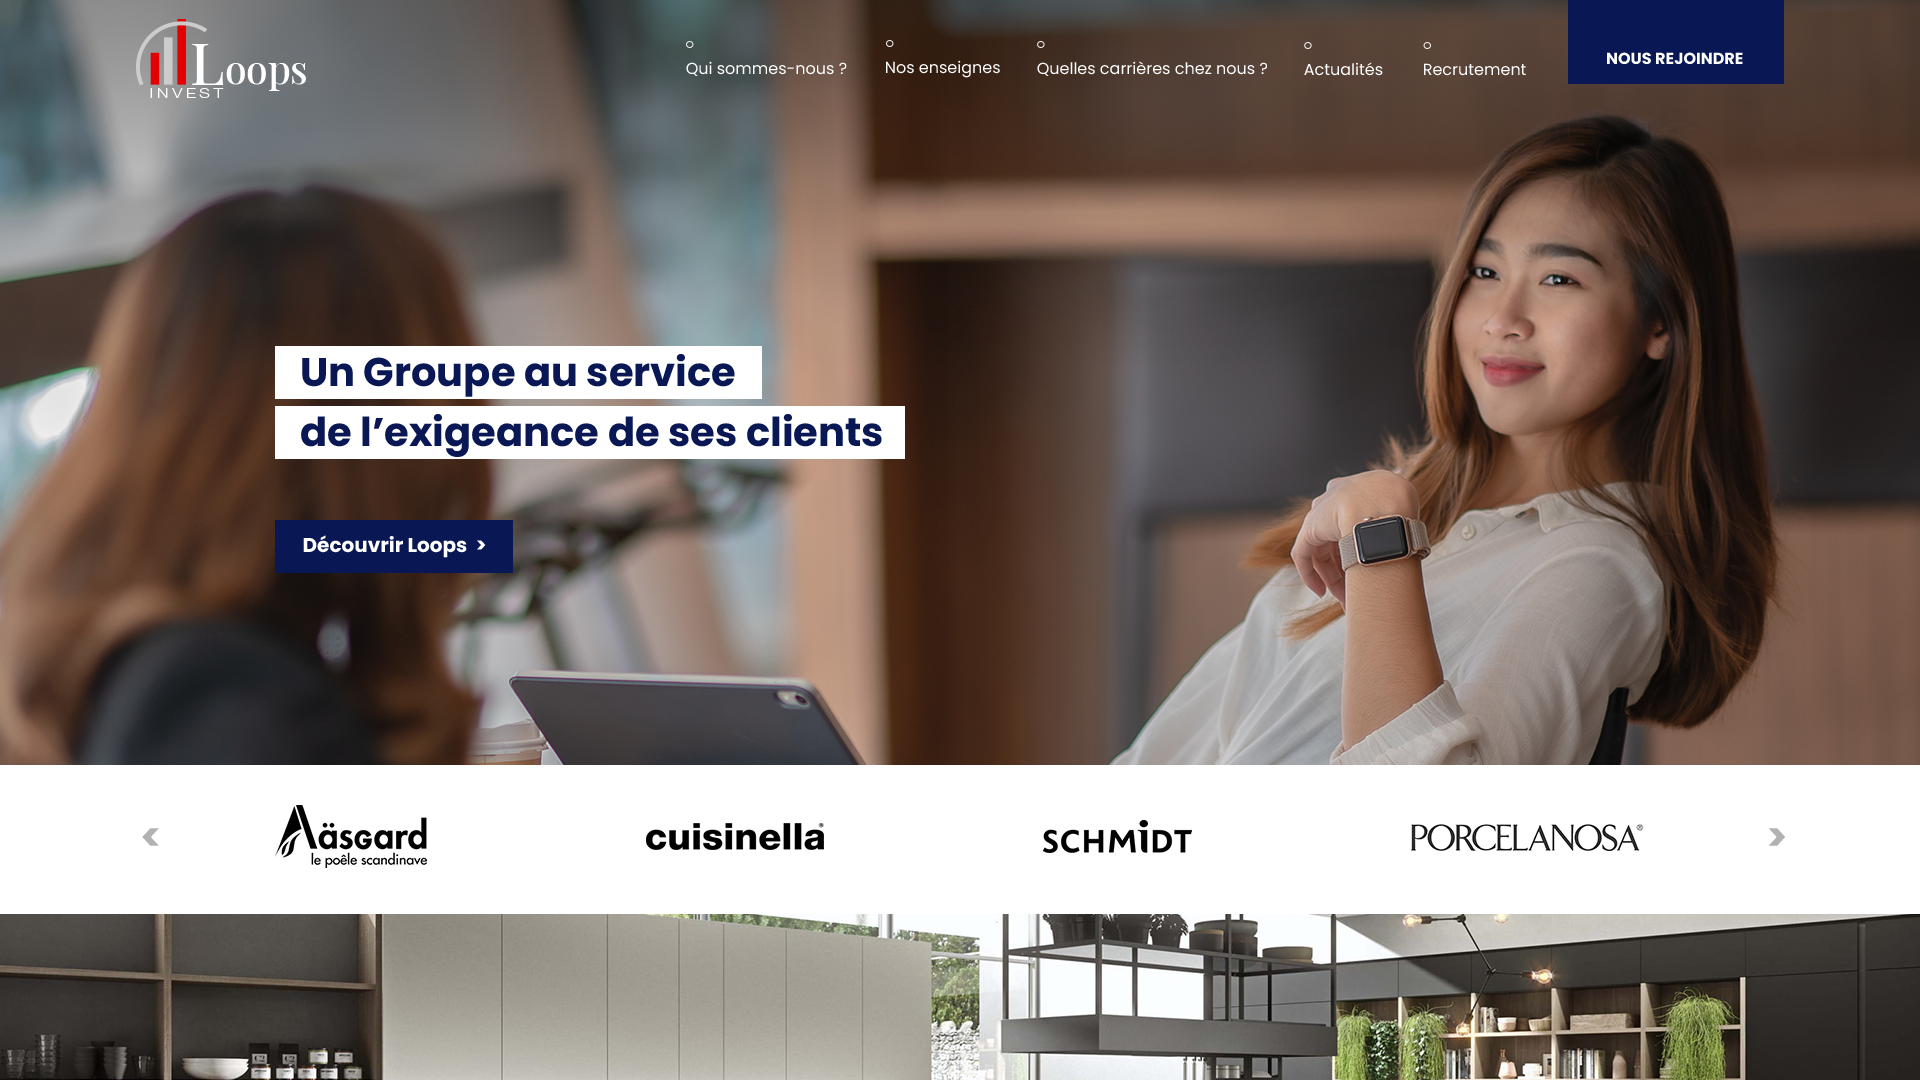 Loops
INVEST
Qui sommes-nous ?
Nos enseignes
Quelles carrières chez nous ?
Actualités
Recrutement
NOUS REJOINDRE
Un Groupe au service
de l’exigeance de ses clients
Découvrir Loops >
Aäsgard
le poêle scandinave
cuisinella
SCHMiDT
PORCELANOSA®